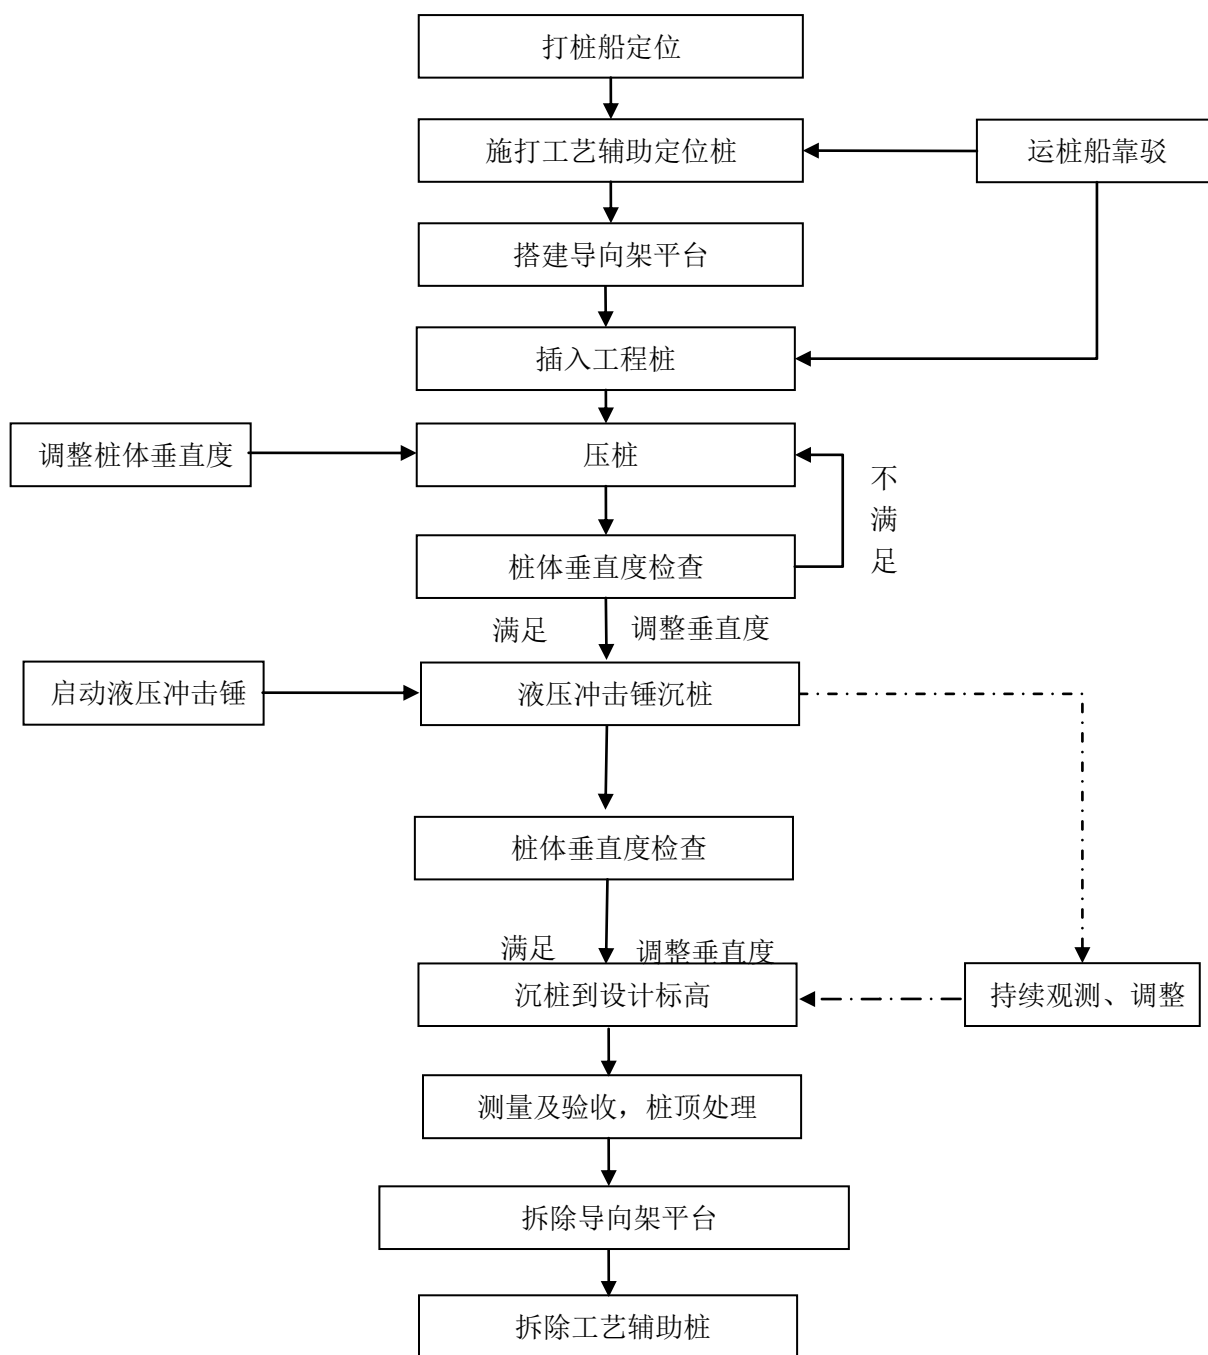 打桩船定位
施打工艺辅助定位桩
运桩船靠驳
搭建导向架平台
插入工程桩
调整桩体垂直度
压桩
不
满
足
桩体垂直度检查
满足
调整垂直度
启动液压冲击锤
液压冲击锤沉桩
桩体垂直度检查
满足
调整垂直度
沉桩到设计标高
持续观测、调整
测量及验收，桩顶处理
拆除导向架平台
拆除工艺辅助桩